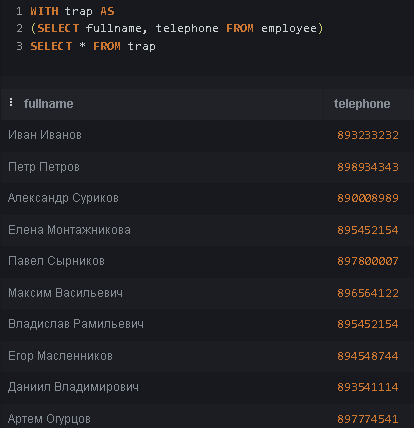 1 WITH trap AS
2 (SELECT fullname, telephone FROM employee)
3 SELECT * FROM trap
fullname telephone
Иван Иванов 893233232
Петр Петров 898934343
Александр Суриков 890008989
Елена Монтажникова 895452154
Павел Сырников 897800007
Максим Васильевич 896564122
Владислав Рамильевич 895452154
Егор Масленников 894548744
Даниил Владимирович 893541114
Артем Огурцов 897774541